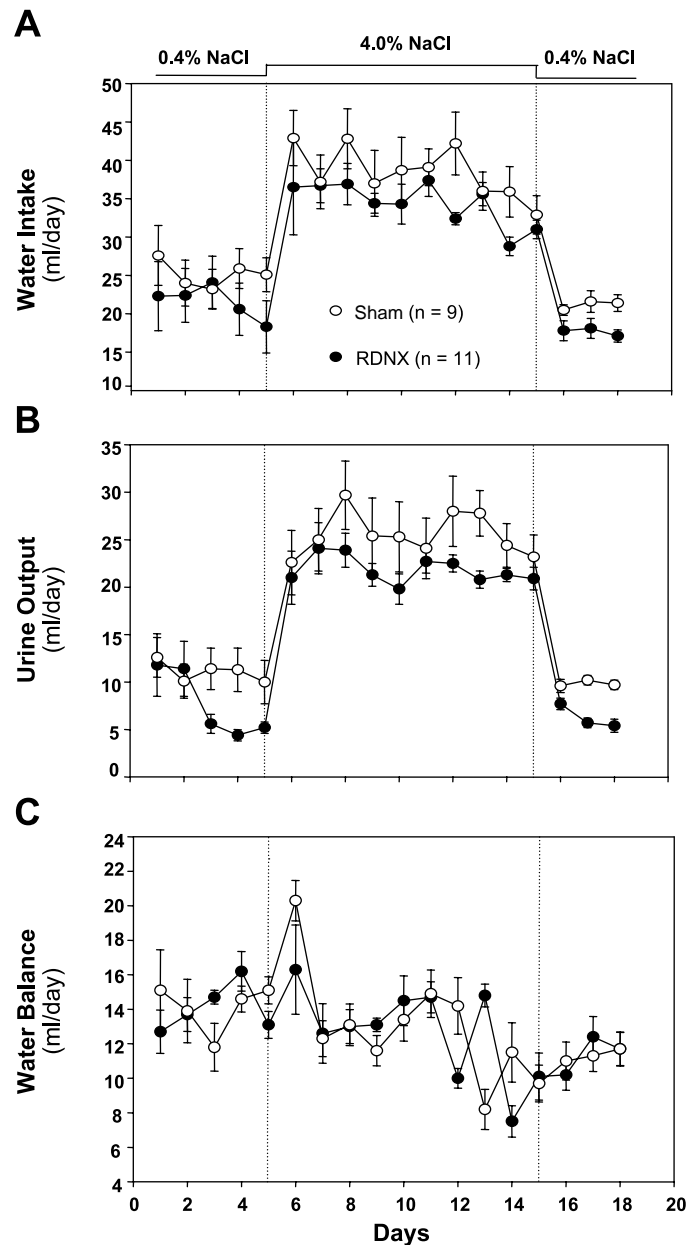 A
0.4% NaCl 4.0% NaCl 0.4% NaCl
50
45
40
35
30
25
20
15
10
Water Intake
(ml/day)
Sham (n = 9)
RDNX (n = 11)
B
35
30
25
20
15
10
5
0
Urine Output
(ml/day)
C
24
22
20
18
16
14
12
10
8
6
4
Water Balance
(ml/day)
0 2 4 6 8 10 12 14 16 18 20
Days